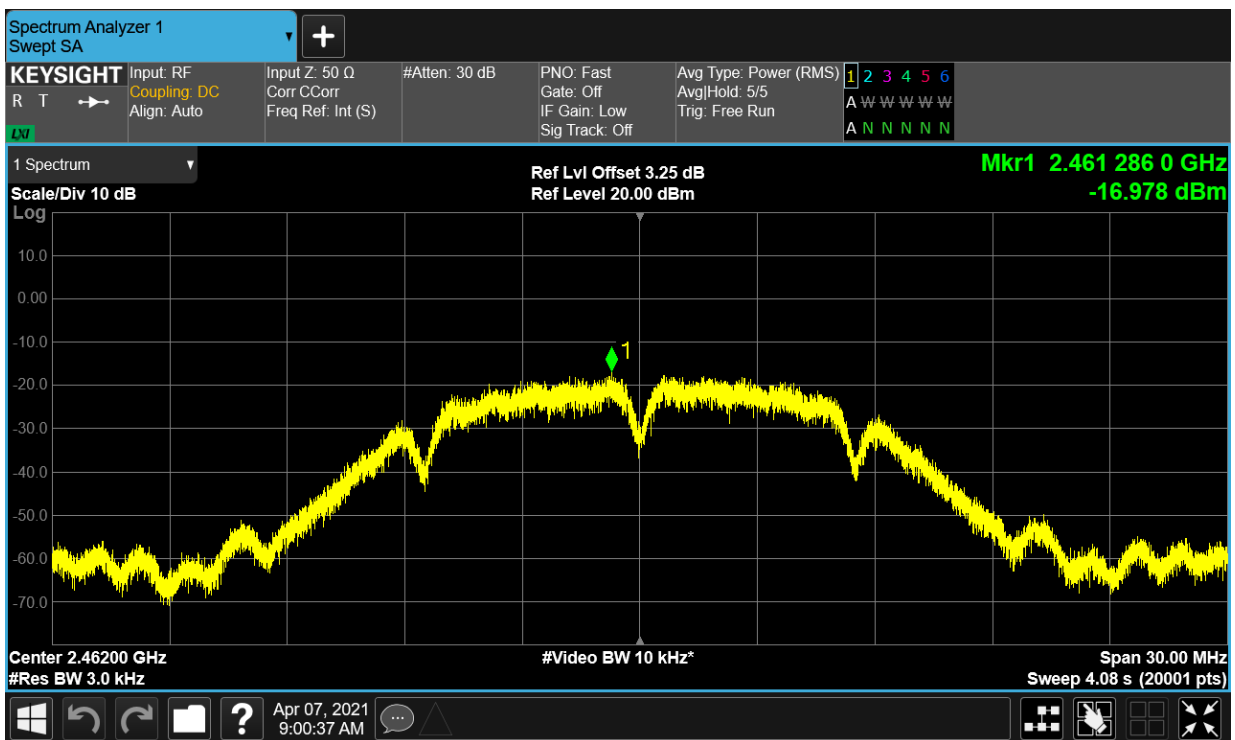 Spectrum Analyzer 1
Swept SA
KEYSIGHT
R T
LXI
Input: RF
Coupling: DC
Align: Auto
Input Z: 50 Ω
Corr CCorr
Freq Ref: Int (S)
#Atten: 30 dB
PNO: Fast
Gate: Off
IF Gain: Low
Sig Track: Off
Avg Type: Power (RMS)
Avg|Hold: 5/5
Trig: Free Run
1 2 3 4 5 6
A W W W W W
A N N N N N
1 Spectrum
Scale/Div 10 dB
Log
Ref Lvl Offset 3.25 dB
Ref Level 20.00 dBm
Mkr1 2.461 286 0 GHz
-16.978 dBm
10.0
0.00
-10.0
1
-20.0
-30.0
-40.0
-50.0
-60.0
-70.0
Center 2.46200 GHz
#Res BW 3.0 kHz
#Video BW 10 kHz*
Span 30.00 MHz
Sweep 4.08 s (20001 pts)
?
Apr 07, 2021
9:00:37 AM